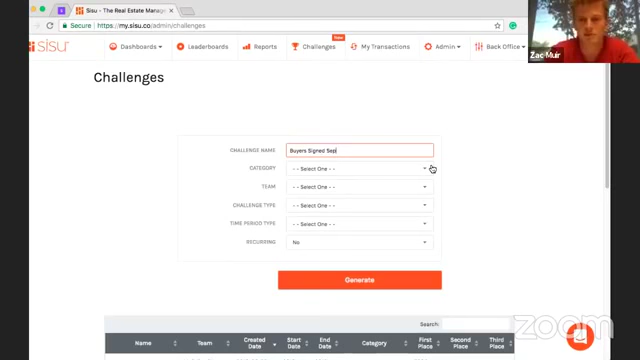 Sisu - The Real Estate Manage
Secure https://my.sisu.co/admin/challenges
sisu Dashboards Leaderboards Reports Challenges My Transactions Admin Back Office
Zac Muir
Challenges
CHALLENGE NAME Buyers Signed Sep
CATEGORY - - Select One - -
TEAM - - Select One - -
CHALLENGE TYPE - - Select One - -
TIME PERIOD TYPE - - Select One - -
RECURRING No
Generate
Search:
zoom
Name Team Created Date Start Date End Date Category First Place Second Place Third Place